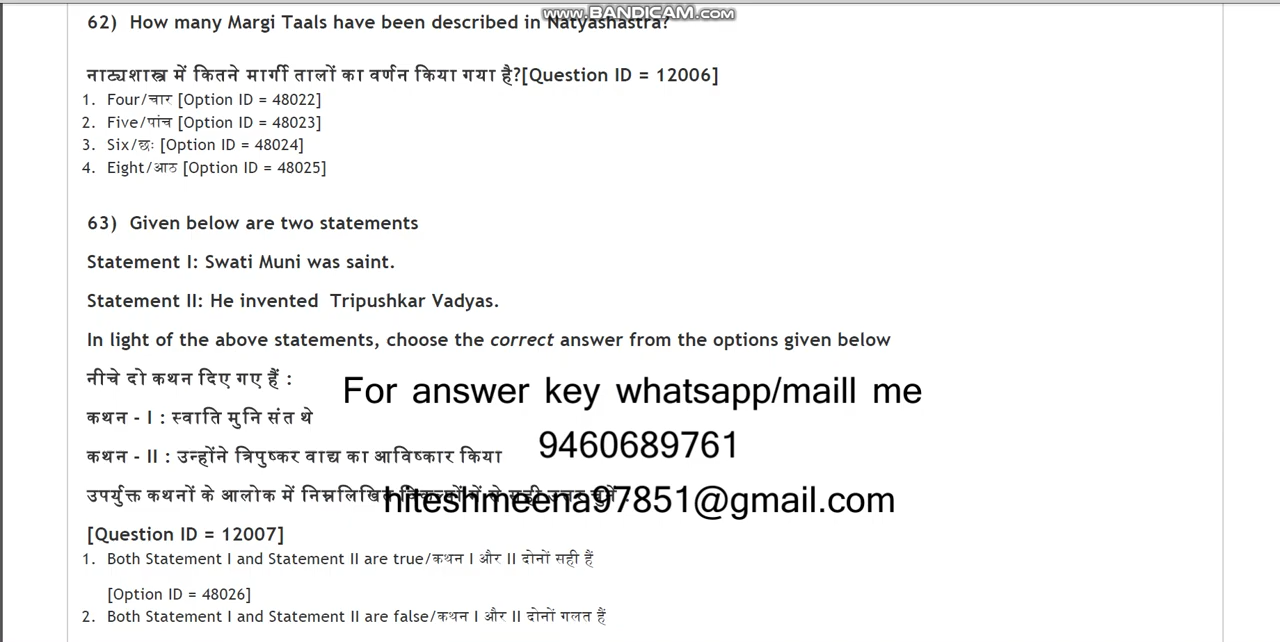 www.BANDICAM.com
62) How many Margi Taals have been described in Natyashastra?
नाट्यशास्त्र में कितने मार्गी तालों का वर्णन किया गया है?[Question ID = 12006]
1. Four/चार [Option ID = 48022]
2. Five/पांच [Option ID = 48023]
3. Six/छः [Option ID = 48024]
4. Eight/आठ [Option ID = 48025]
63) Given below are two statements
Statement I: Swati Muni was saint.
Statement II: He invented Tripushkar Vadyas.
In light of the above statements, choose the correct answer from the options given below
नीचे दो कथन दिए गए हैं :
For answer key whatsapp/maill me
कथन - I : स्वाति मुनि संत थे
9460689761
कथन - II : उन्होंने त्रिपुष्कर वाद्य का आविष्कार किया
उपर्युक्त कथनों के आलोक में निम्नलिखित विकल्पों में से सही उत्तर चुनें :
hiteshmeena97851@gmail.com
[Question ID = 12007]
1. Both Statement I and Statement II are true/कथन I और II दोनों सही हैं
[Option ID = 48026]
2. Both Statement I and Statement II are false/कथन I और II दोनों गलत हैं